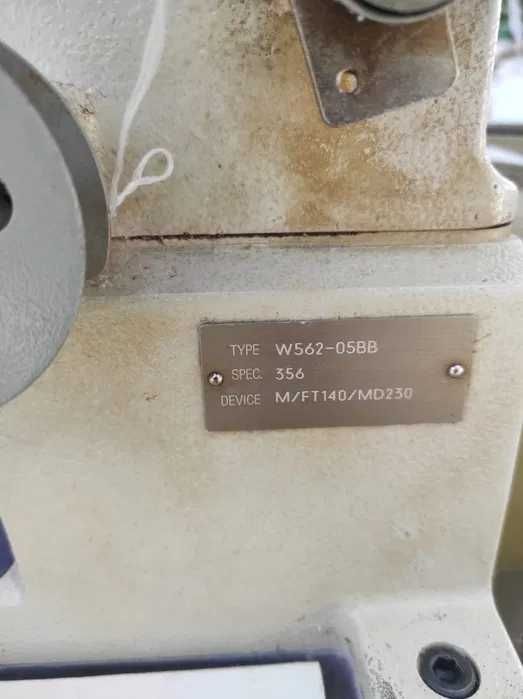 TYPE W562-05BB
SPEC. 356
DEVICE M/FT140/MD230